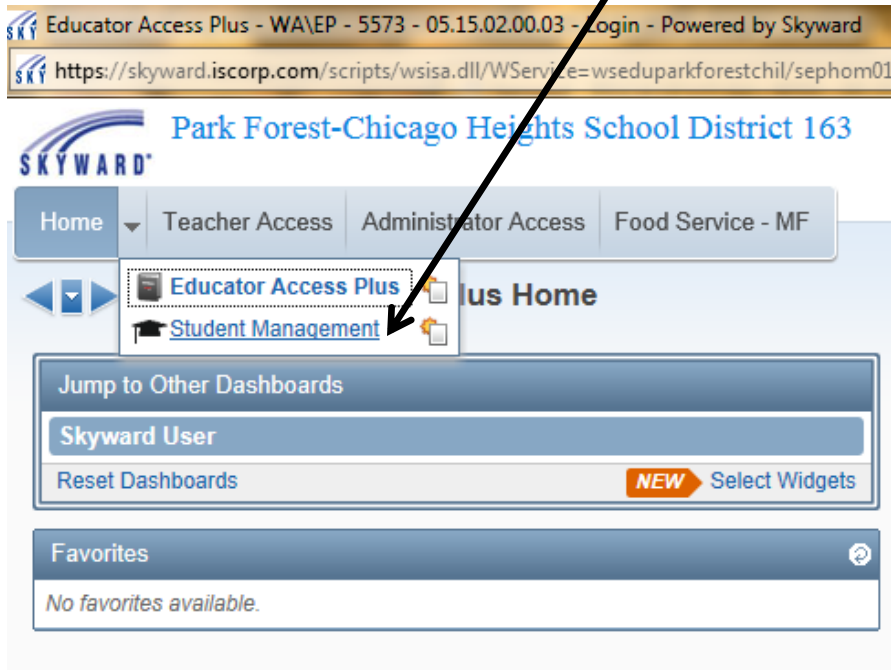 Educator Access Plus - WA\EP - 5573 - 05.15.02.00.03 - Login - Powered by Skyward
https://skyward.iscorp.com/scripts/wsisa.dll/WService=wseduparkforestchil/sephom01
SKYWARD Park Forest-Chicago Heights School District 163
Home Teacher Access Administrator Access Food Service - MF
Educator Access Plus lus Home
Student Management
Jump to Other Dashboards
Skyward User
Reset Dashboards NEW Select Widgets
Favorites
No favorites available.